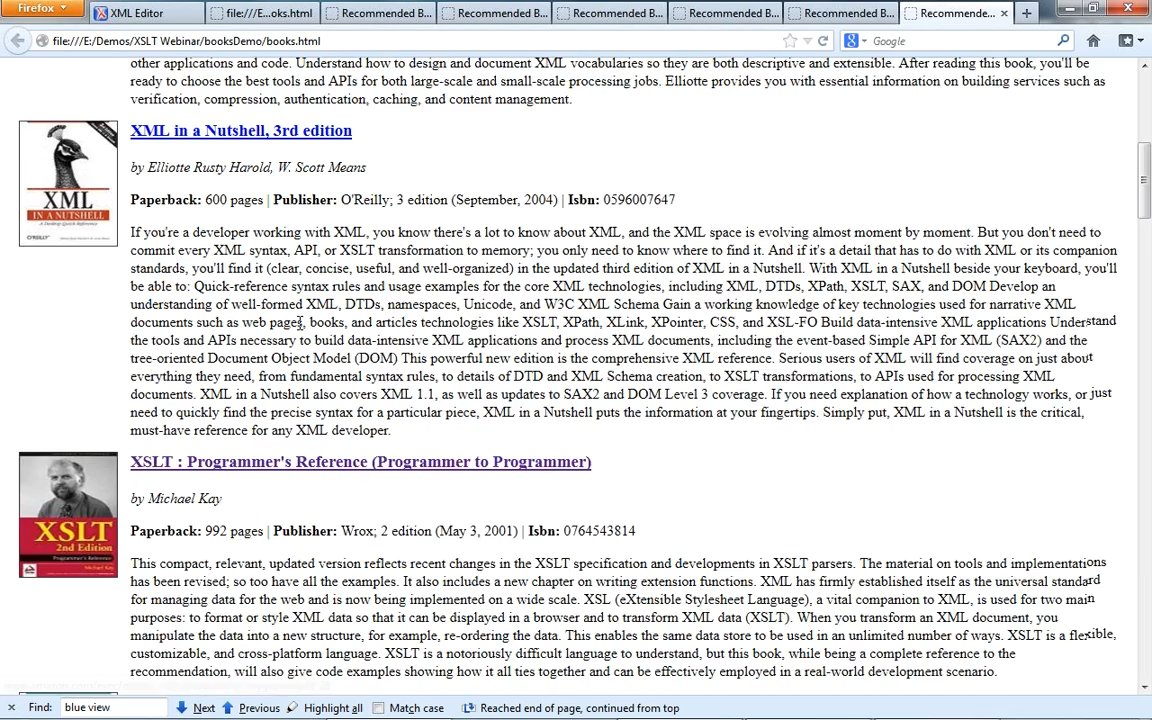 Firefox
XML Editor
file:///E...oks.html
Recommended B...
Recommended B...
Recommended B...
Recommended B...
Recommended B...
Recommende...
file:///E:/Demos/XSLT Webinar/booksDemo/books.html
Google
other applications and code. Understand how to design and document XML vocabularies so they are both descriptive and extensible. After reading this book, you'll be
ready to choose the best tools and APIs for both large-scale and small-scale processing jobs. Elliotte provides you with essential information on building services such as
verification, compression, authentication, caching, and content management.
XML in a Nutshell, 3rd edition
by Elliotte Rusty Harold, W. Scott Means
XML
IN A NUTSHELL
O'REILLY
Paperback: 600 pages | Publisher: O'Reilly; 3 edition (September, 2004) | Isbn: 0596007647
If you're a developer working with XML, you know there's a lot to know about XML, and the XML space is evolving almost moment by moment. But you don't need to
commit every XML syntax, API, or XSLT transformation to memory; you only need to know where to find it. And if it's a detail that has to do with XML or its companion
standards, you'll find it (clear, concise, useful, and well-organized) in the updated third edition of XML in a Nutshell. With XML in a Nutshell beside your keyboard, you'll
be able to: Quick-reference syntax rules and usage examples for the core XML technologies, including XML, DTDs, XPath, XSLT, SAX, and DOM Develop an
understanding of well-formed XML, DTDs, namespaces, Unicode, and W3C XML Schema Gain a working knowledge of key technologies used for narrative XML
documents such as web pages, books, and articles technologies like XSLT, XPath, XLink, XPointer, CSS, and XSL-FO Build data-intensive XML applications Understand
the tools and APIs necessary to build data-intensive XML applications and process XML documents, including the event-based Simple API for XML (SAX2) and the
tree-oriented Document Object Model (DOM) This powerful new edition is the comprehensive XML reference. Serious users of XML will find coverage on just about
everything they need, from fundamental syntax rules, to details of DTD and XML Schema creation, to XSLT transformations, to APIs used for processing XML
documents. XML in a Nutshell also covers XML 1.1, as well as updates to SAX2 and DOM Level 3 coverage. If you need explanation of how a technology works, or just
need to quickly find the precise syntax for a particular piece, XML in a Nutshell puts the information at your fingertips. Simply put, XML in a Nutshell is the critical,
must-have reference for any XML developer.
XSLT : Programmer's Reference (Programmer to Programmer)
by Michael Kay
XSLT
2nd Edition
Programmer's Reference
Michael Kay
Paperback: 992 pages | Publisher: Wrox; 2 edition (May 3, 2001) | Isbn: 0764543814
This compact, relevant, updated version reflects recent changes in the XSLT specification and developments in XSLT parsers. The material on tools and implementations
has been revised; so too have all the examples. It also includes a new chapter on writing extension functions. XML has firmly established itself as the universal standard
for managing data for the web and is now being implemented on a wide scale. XSL (eXtensible Stylesheet Language), a vital companion to XML, is used for two main
purposes: to format or style XML data so that it can be displayed in a browser and to transform XML data (XSLT). When you transform an XML document, you
manipulate the data into a new structure, for example, re-ordering the data. This enables the same data store to be used in an unlimited number of ways. XSLT is a flexible,
customizable, and cross-platform language. XSLT is a notoriously difficult language to understand, but this book, while being a complete reference to the
recommendation, will also give code examples showing how it all ties together and can be effectively employed in a real-world development scenario.
Find: blue view Next Previous Highlight all Match case Reached end of page, continued from top